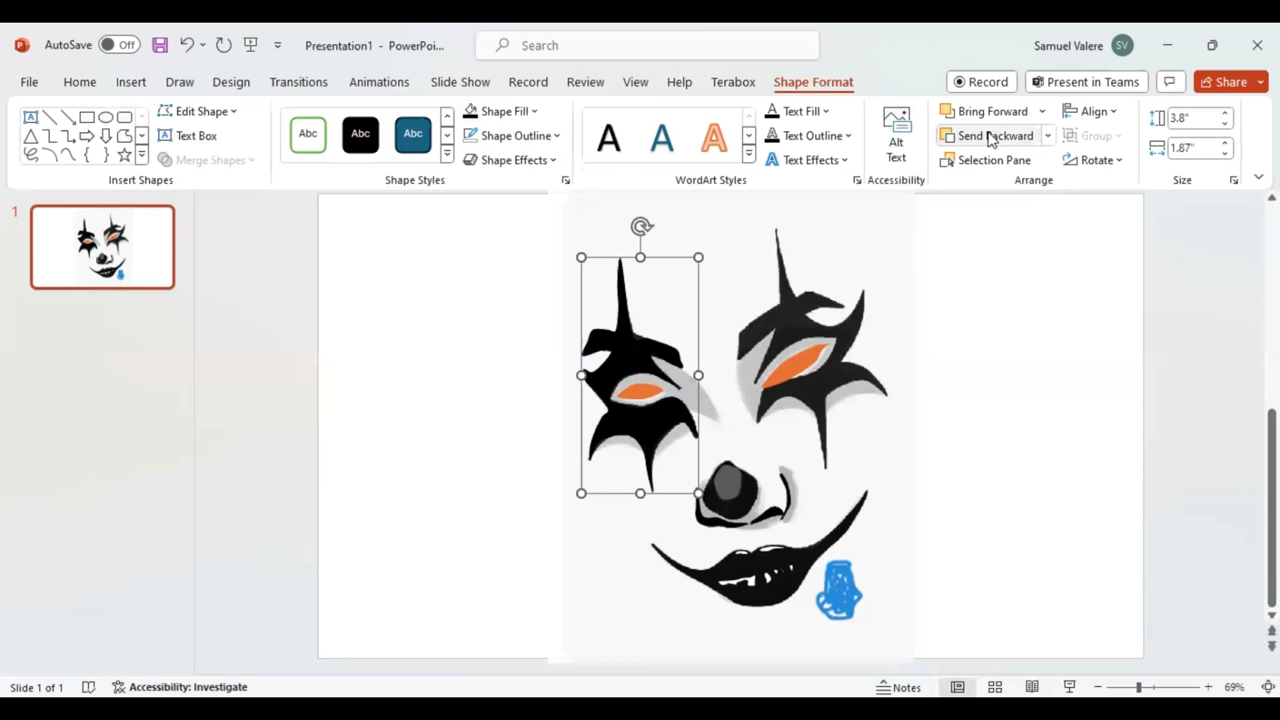 AutoSave Off Presentation1 - PowerPoi... Search Samuel Valere SV
File Home Insert Draw Design Transitions Animations Slide Show Record Review View Help Terabox Shape Format Record Present in Teams Share
Edit Shape
Text Box
Merge Shapes
Insert Shapes
Abc Abc Abc
Shape Fill
Shape Outline
Shape Effects
Shape Styles
A A A
Text Fill
Text Outline
Text Effects
WordArt Styles
Alt
Text
Accessibility
Bring Forward
Send Backward
Selection Pane
Align
Group
Rotate
Arrange
3.8"
1.87"
Size
1
Slide 1 of 1 Accessibility: Investigate Notes 69%